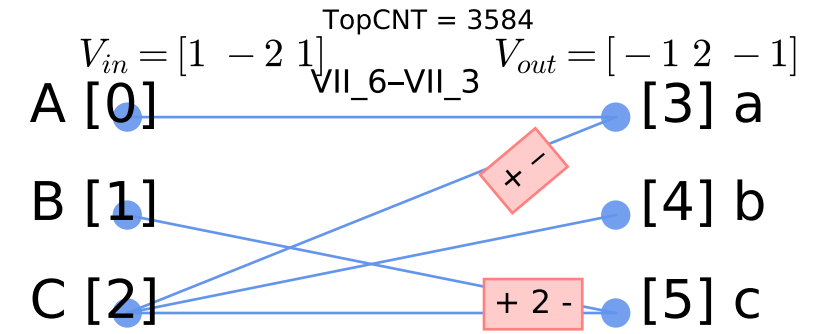 TopCNT = 3584
V_in = [1 − 2 1]
V_out = [− 1 2 − 1]
VII_6–VII_3
A [0]
[3] a
+ −
B [1]
[4] b
C [2]
+ 2 -
[5] c